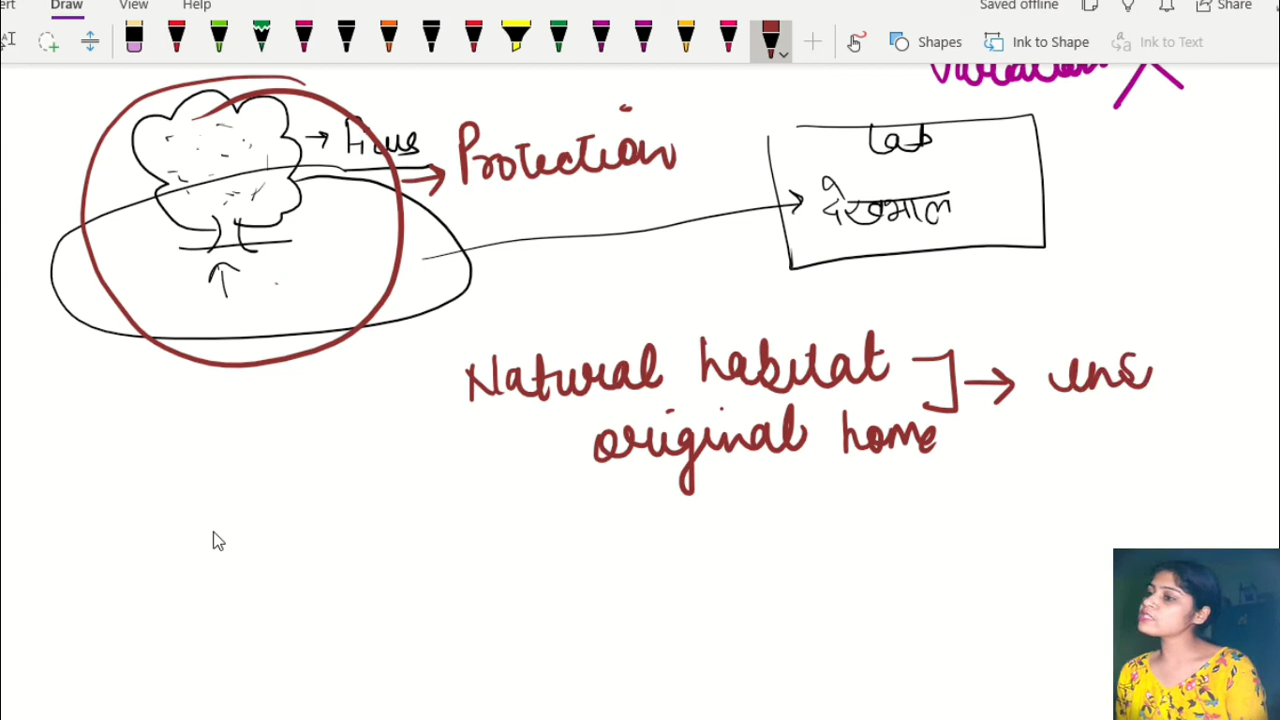 Draw View Help
Saved offline
Share
Shapes
Ink to Shape
Ink to Text
Protection
Lab
देखभाल
Natural habitat
original home